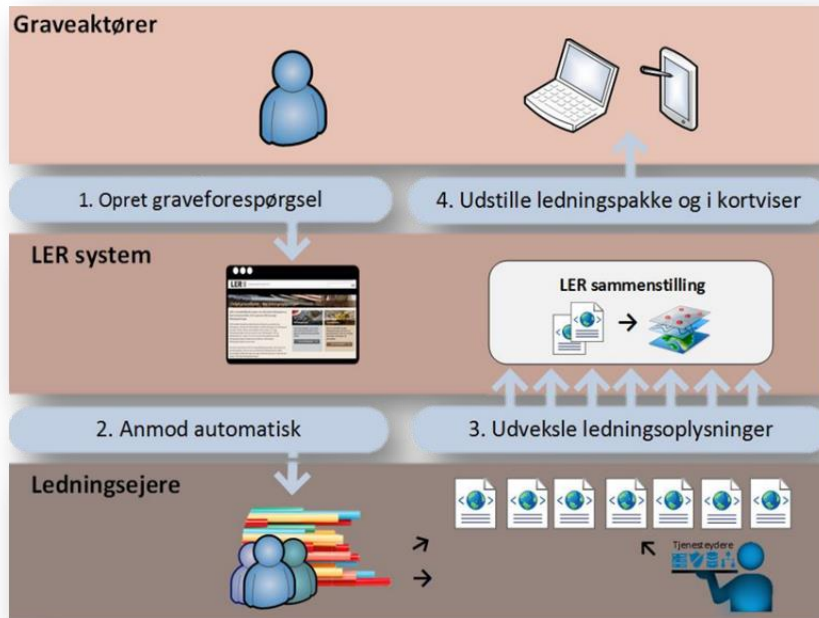 Graveaktører
1. Opret graveforespørgsel
4. Udstille ledningspakke og i kortviser
LER system
LER
LER sammenstilling
2. Anmod automatisk
3. Udveksle ledningsoplysninger
Ledningsejere
Tjenesteydere